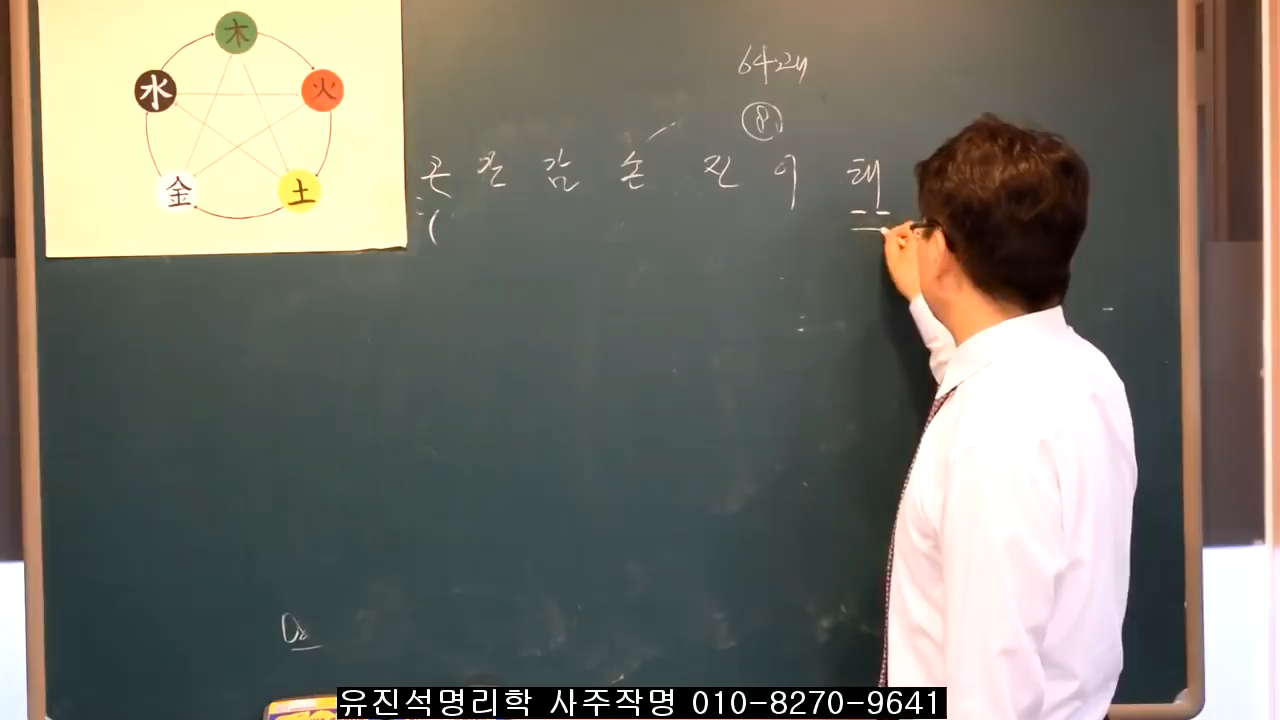 木
水
火
金
土
64괘
⑧
곤 간 감 손 진 이 태
유진석명리학 사주작명 010-8270-9641